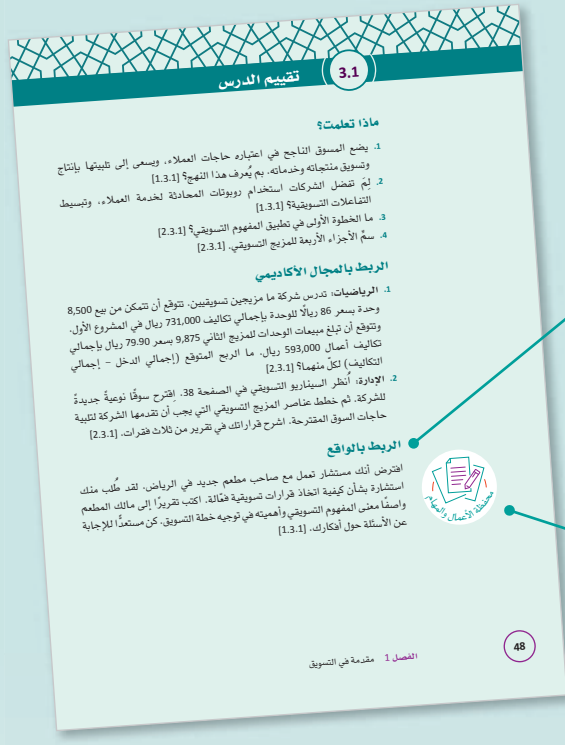 3.1
تقييم الدرس
ماذا تعلمت؟
1. يضع المسوق الناجح في اعتباره حاجات العملاء، ويسعى إلى تلبيتها بإنتاج
وتسويق منتجاته وخدماته. بم يُعرف هذا النهج؟ [1.3.1]
2. لِمَ تفضل الشركات استخدام روبوتات المحادثة لخدمة العملاء، وتبسيط
التفاعلات التسويقية؟ [1.3.1]
3. ما الخطوة الأولى في تطبيق المفهوم التسويقي؟ [2.3.1]
4. سمِّ الأجزاء الأربعة للمزيج التسويقي. [2.3.1]
الربط بالمجال الأكاديمي
1. الرياضيات: تدرس شركة ما مزيجين تسويقيين. تتوقع أن تتمكن من بيع 8,500
وحدة بسعر 86 ريالًا للوحدة بإجمالي تكاليف 731,000 ريال في المشروع الأول.
وتتوقع أن تبلغ مبيعات الوحدات للمزيج الثاني 9,875 بسعر 79.90 ريال بإجمالي
تكاليف أعمال 593,000 ريال. ما الربح المتوقع (إجمالي الدخل – إجمالي
التكاليف) لكلّ منهما؟ [2.3.1]
2. الإدارة: اُنظر السيناريو التسويقي في الصفحة 38. اِقترح سوقًا نوعيةً جديدةً
للشركة. ثم خطط عناصر المزيج التسويقي التي يجب أن تقدمها الشركة لتلبية
حاجات السوق المقترحة. اشرح قراراتك في تقرير من ثلاث فقرات. [2.3.1]
الربط بالواقع
افترض أنك مستشار تعمل مع صاحب مطعم جديد في الرياض. لقد طُلب منك
استشارة بشأن كيفية اتخاذ قرارات تسويقية فعّالة. اكتب تقريرًا إلى مالك المطعم
واصفًا معنى المفهوم التسويقي وأهميته في توجيه خطة التسويق. كن مستعدًّا للإجابة
عن الأسئلة حول أفكارك. [1.3.1]
محفظة الأعمال والمهام
الفصل 1 مقدمة في التسويق
48